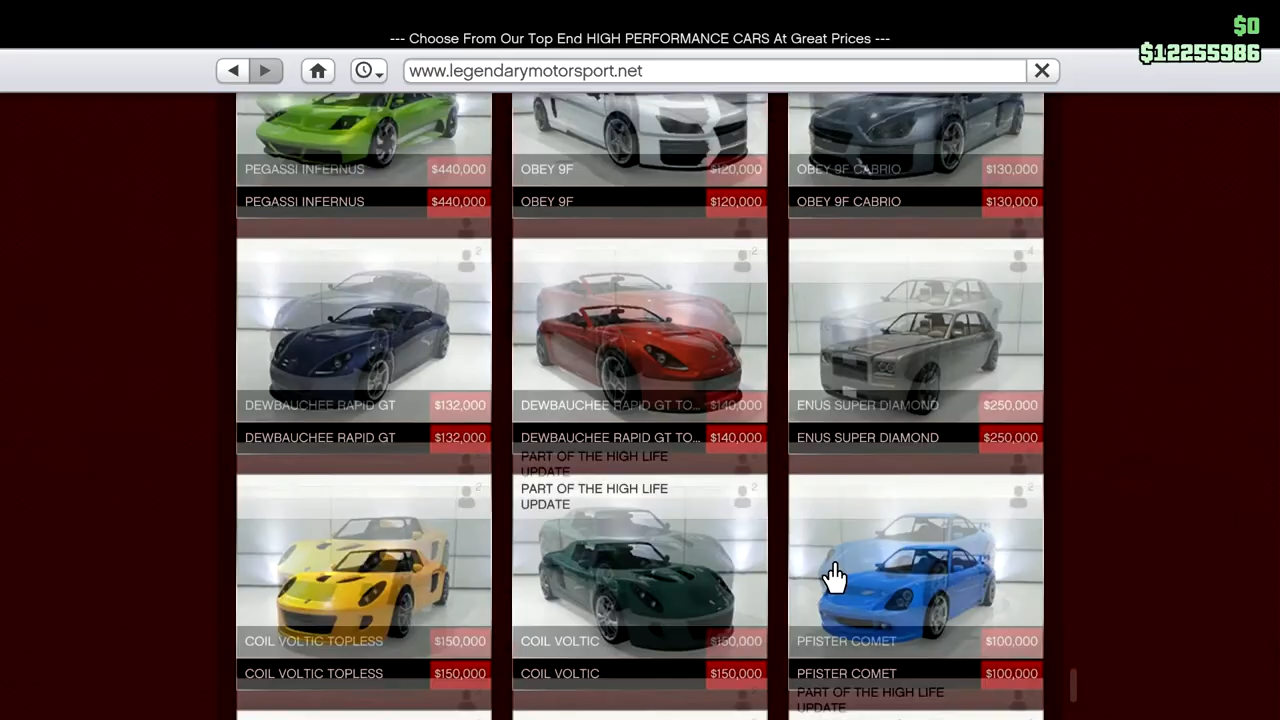 $0
--- Choose From Our Top End HIGH PERFORMANCE CARS At Great Prices ---
$12255986
www.legendarymotorsport.net
PEGASSI INFERNUS $440,000
OBEY 9F $120,000
OBEY 9F CABRIO $130,000
PEGASSI INFERNUS $440,000
OBEY 9F $120,000
OBEY 9F CABRIO $130,000
2
2
4
DEWBAUCHEE RAPID GT $132,000
DEWBAUCHEE RAPID GT TO... $140,000
ENUS SUPER DIAMOND $250,000
DEWBAUCHEE RAPID GT $132,000
DEWBAUCHEE RAPID GT TO... $140,000
ENUS SUPER DIAMOND $250,000
PART OF THE HIGH LIFE
UPDATE
PART OF THE HIGH LIFE
UPDATE
2
2
2
COIL VOLTIC TOPLESS $150,000
COIL VOLTIC $150,000
PFISTER COMET $100,000
COIL VOLTIC TOPLESS $150,000
COIL VOLTIC $150,000
PFISTER COMET $100,000
PART OF THE HIGH LIFE
UPDATE